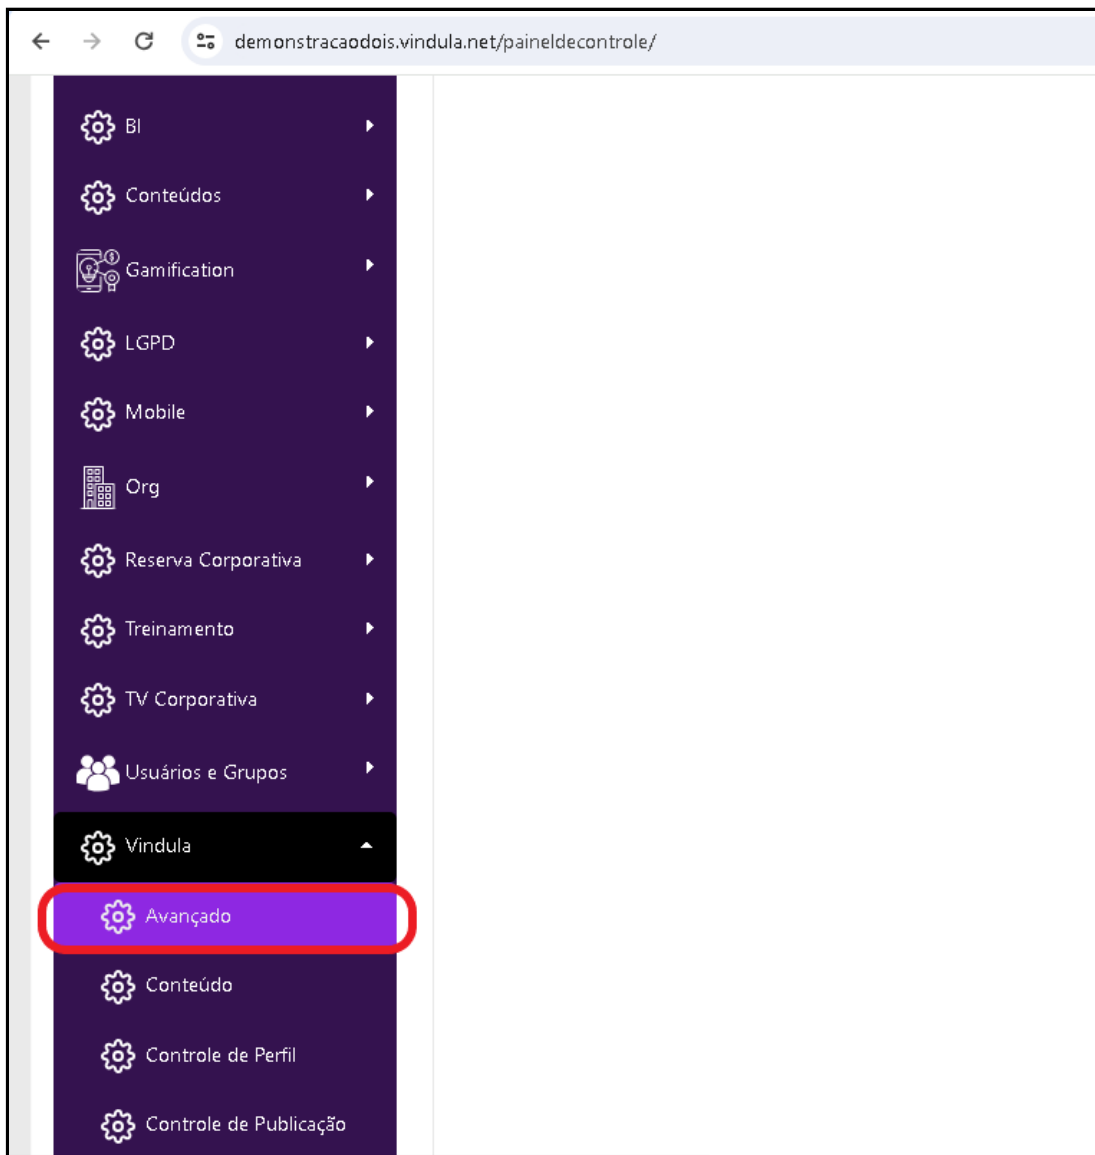 demonstracaodois.vindula.net/paineldecontrole/
BI
Conteúdos
Gamification
LGPD
Mobile
Org
Reserva Corporativa
Treinamento
TV Corporativa
Usuários e Grupos
Vindula
Avançado
Conteúdo
Controle de Perfil
Controle de Publicação